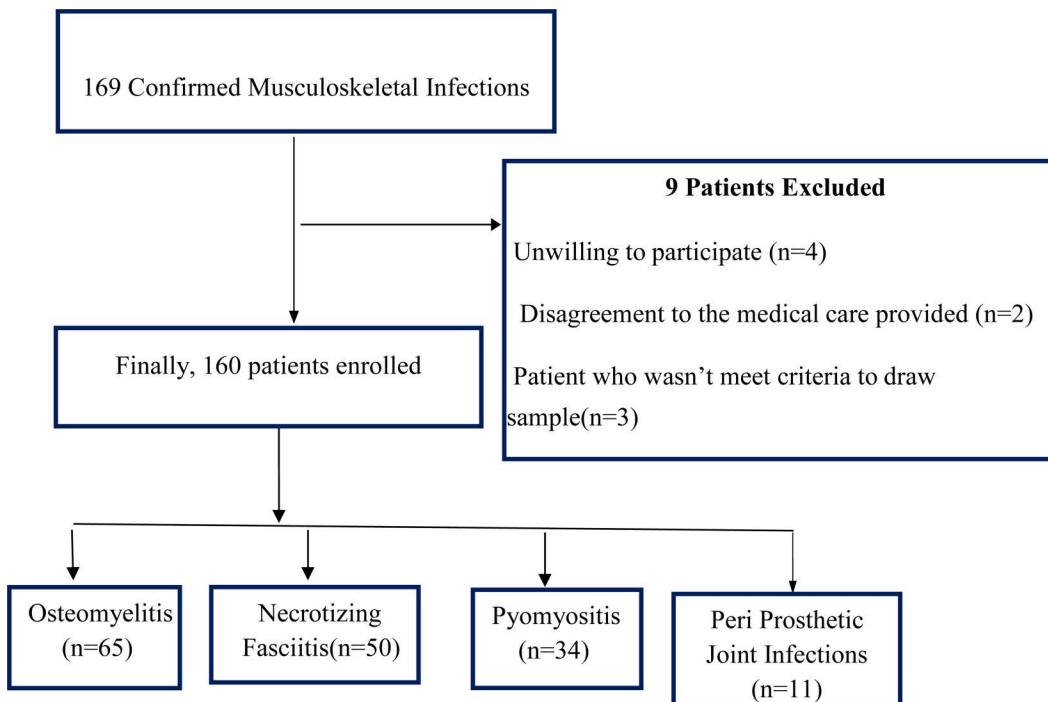 169 Confirmed Musculoskeletal Infections
9 Patients Excluded
Unwilling to participate (n=4)
Disagreement to the medical care provided (n=2)
Patient who wasn’t meet criteria to draw
sample(n=3)
Finally, 160 patients enrolled
Osteomyelitis
(n=65)
Necrotizing
Fasciitis(n=50)
Pyomyositis
(n=34)
Peri Prosthetic
Joint Infections
(n=11)